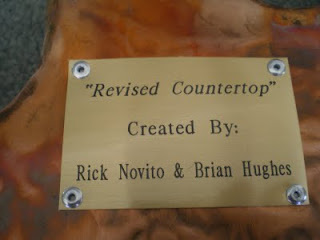 "Revised Countertop"
Created By:
Rick Novito & Brian Hughes